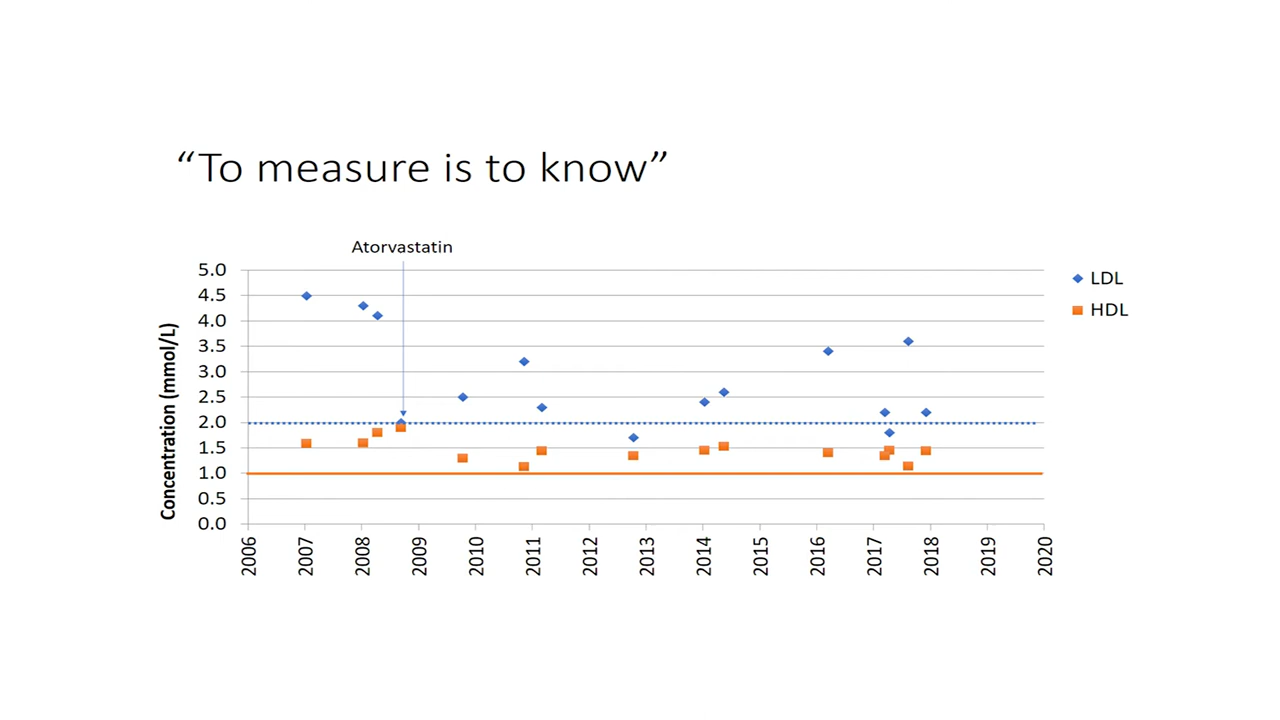 “To measure is to know”
Atorvastatin
5.0
4.5
4.0
3.5
3.0
2.5
2.0
1.5
1.0
0.5
0.0
Concentration (mmol/L)
2006 2007 2008 2009 2010 2011 2012 2013 2014 2015 2016 2017 2018 2019 2020
LDL
HDL